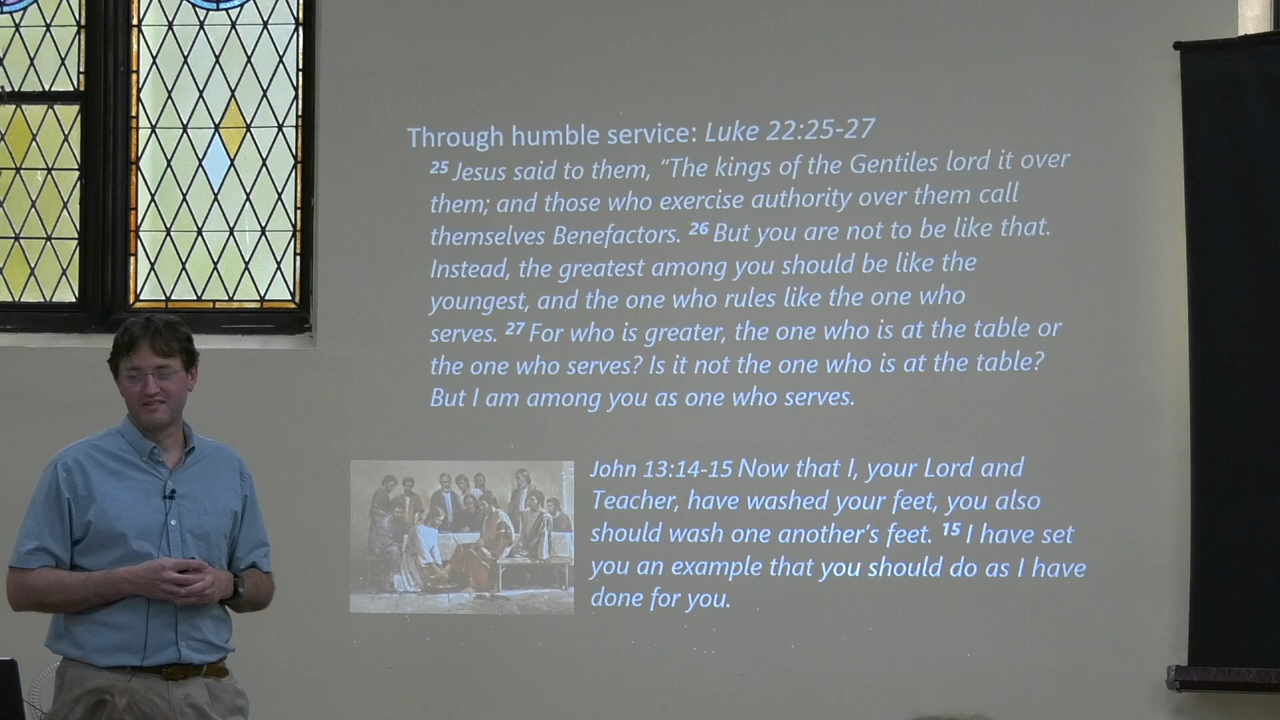 Through humble service: Luke 22:25-27
25 Jesus said to them, “The kings of the Gentiles lord it over
them; and those who exercise authority over them call
themselves Benefactors. 26 But you are not to be like that.
Instead, the greatest among you should be like the
youngest, and the one who rules like the one who
serves. 27 For who is greater, the one who is at the table or
the one who serves? Is it not the one who is at the table?
But I am among you as one who serves.
John 13:14-15 Now that I, your Lord and
Teacher, have washed your feet, you also
should wash one another’s feet. 15 I have set
you an example that you should do as I have
done for you.